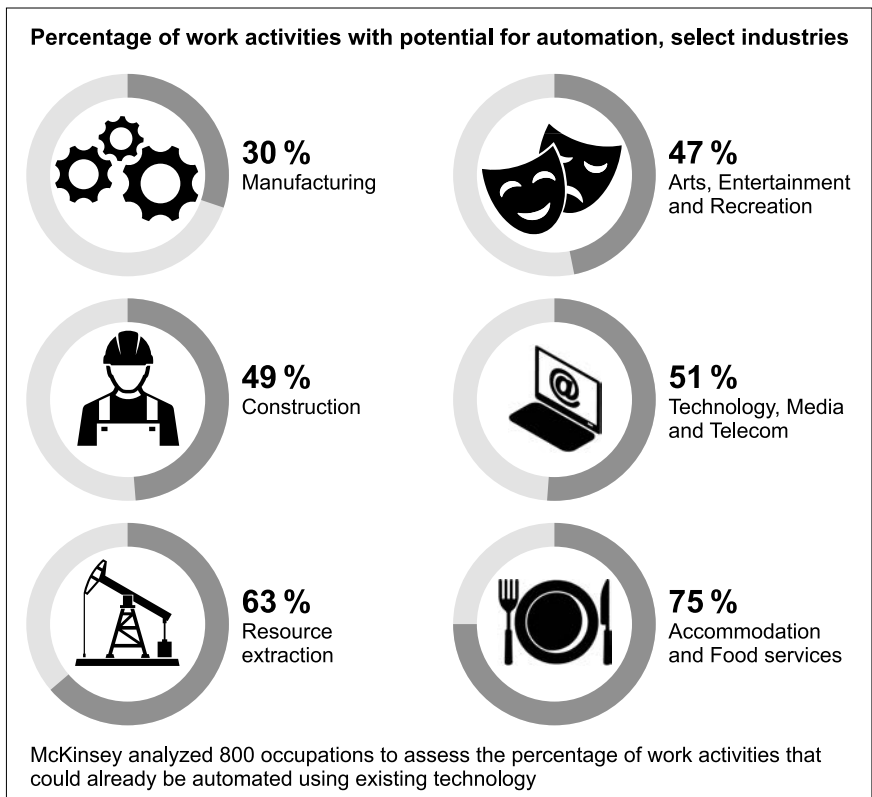 Percentage of work activities with potential for automation, select industries
30 %
Manufacturing
47 %
Arts, Entertainment
and Recreation
49 %
Construction
@
51 %
Technology, Media
and Telecom
63 %
Resource
extraction
75 %
Accommodation
and Food services
McKinsey analyzed 800 occupations to assess the percentage of work activities that
could already be automated using existing technology